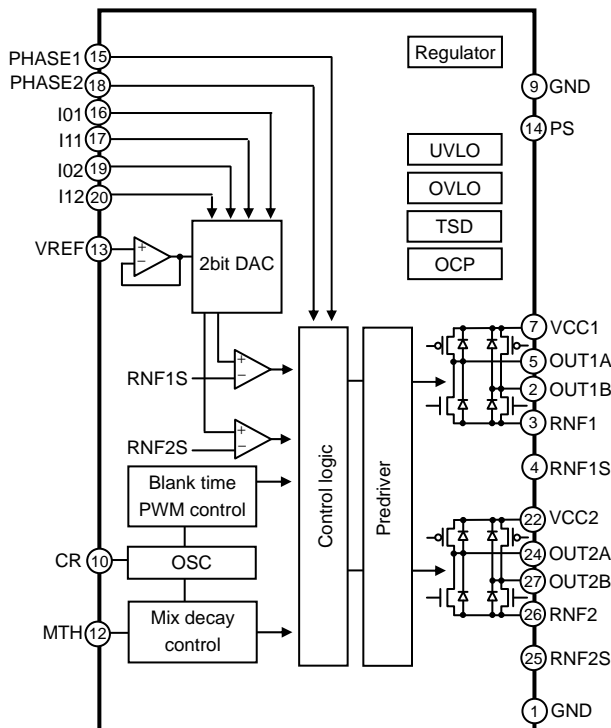 PHASE1 15
PHASE2 18
I01 16
I11 17
I02 19
I12 20
VREF 13
+
−
2bit DAC
Regulator
9 GND
14 PS
UVLO
OVLO
TSD
OCP
RNF1S
+
−
RNF2S
+
−
Blank time
PWM control
CR 10
OSC
MTH 12
Mix decay
control
Control logic
Predriver
7 VCC1
5 OUT1A
2 OUT1B
3 RNF1
4 RNF1S
22 VCC2
24 OUT2A
27 OUT2B
26 RNF2
25 RNF2S
1 GND